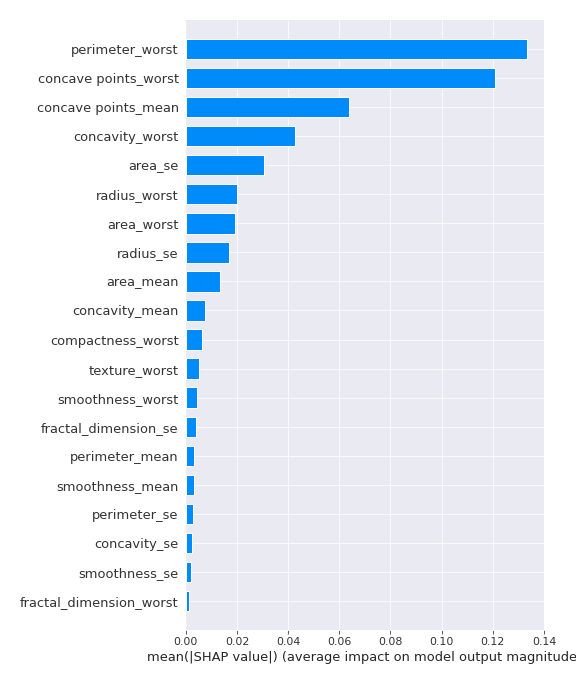 perimeter_worst
concave points_worst
concave points_mean
concavity_worst
area_se
radius_worst
area_worst
radius_se
area_mean
concavity_mean
compactness_worst
texture_worst
smoothness_worst
fractal_dimension_se
perimeter_mean
smoothness_mean
perimeter_se
concavity_se
smoothness_se
fractal_dimension_worst
0.00 0.02 0.04 0.06 0.08 0.10 0.12 0.14
mean(|SHAP value|) (average impact on model output magnitude